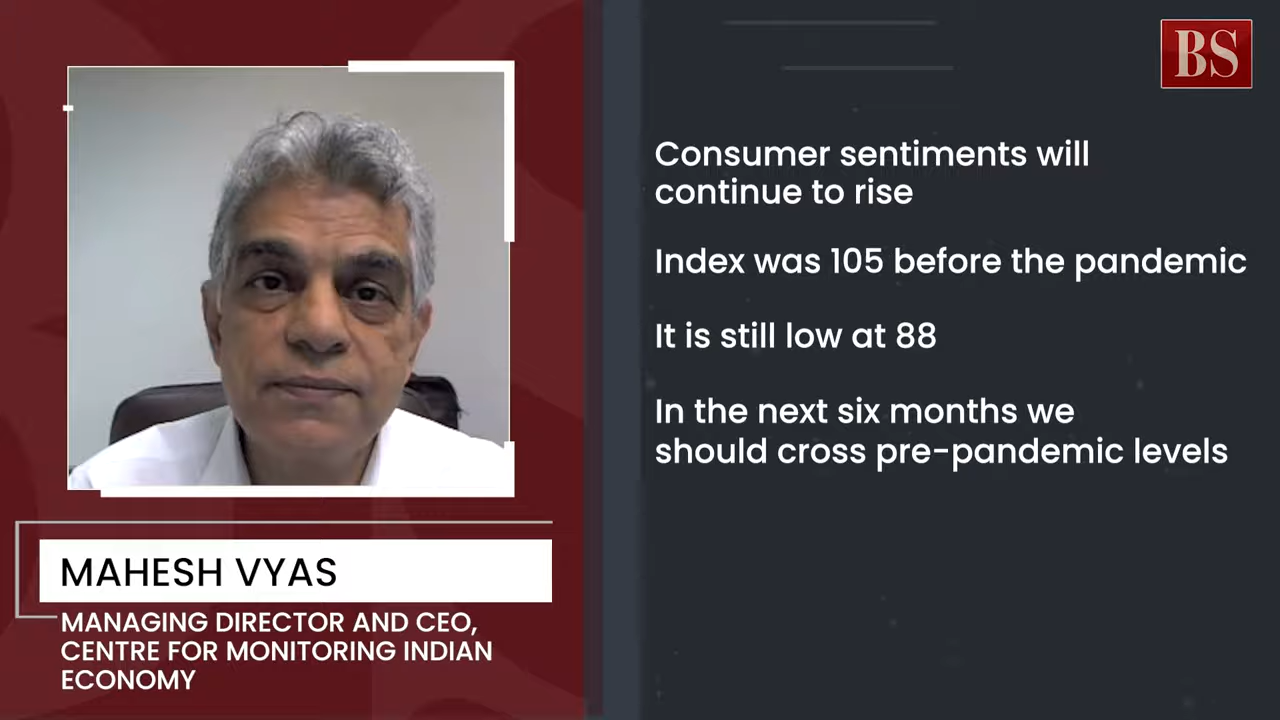 BS
Consumer sentiments will
continue to rise
Index was 105 before the pandemic
It is still low at 88
In the next six months we
should cross pre-pandemic levels
MAHESH VYAS
MANAGING DIRECTOR AND CEO,
CENTRE FOR MONITORING INDIAN
ECONOMY